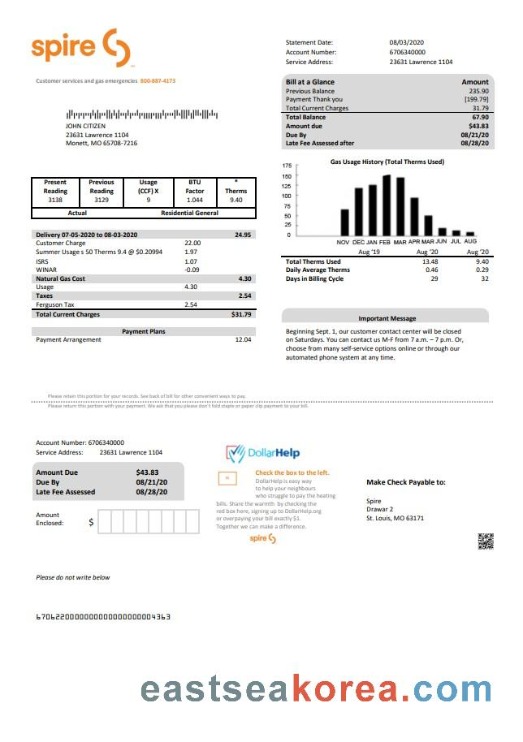 spire
Statement Date: 08/03/2020
Account Number: 6706340000
Service Address: 23631 Lawrence 1104
Customer services and gas emergencies 800-887-4173
JOHN CITIZEN
23631 Lawrence 1104
Monett, MO 65708-7216
Bill at a Glance Amount
Previous Balance 235.90
Payment Thank you [199.79]
Total Current Charges 31.79
Total Balance 67.90
Amount due $43.83
Due By 08/21/20
Late Fee Assessed after 08/28/20
Present Reading Previous Reading Usage (CCF) X BTU Factor * Therms
3138 3129 9 1.044 9.40
Actual Residential General
Gas Usage History (Total Therms Used)
175
150
125
100
75
50
25
0
NOV DEC JAN FEB MAR APR MAR JUN JUL AUG
Aug '19 Aug '20 Aug '20
Total Therms Used 13.48 9.40
Daily Average Therms 0.46 0.29
Days in Billing Cycle 29 32
Delivery 07-05-2020 to 08-03-2020 24.95
Customer Charge 22.00
Summer Usage ≤ 50 Therms 9.4 @ $0.20994 1.97
ISRS 1.07
WINAR -0.09
Natural Gas Cost 4.30
Usage 4.30
Taxes 2.54
Ferguson Tax 2.54
Total Current Charges $31.79
Payment Plans
Payment Arrangement 12.04
Important Message
Beginning Sept. 1, our customer contact center will be closed
on Saturdays. You can contact us M-F from 7 a.m. – 7 p.m. Or,
choose from many self-service options online or through our
automated phone system at any time.
Please return this portion for your records. See back of bill for other convenient ways to pay.
Please return this portion with your payment. We ask that you please don't fold staple or paper clip payment to your bill.
Account Number: 6706340000
Service Address: 23631 Lawrence 1104
Amount Due $43.83
Due By 08/21/20
Late Fee Assessed 08/28/20
Amount Enclosed: $
DollarHelp
Check the box to the left.
DollarHelp is easy way
to help your neighbours
who struggle to pay the heating
bills. Share the warmth by checking the
red box here, signing up to DollarHelp.org
or overpaying your bill exactly $1.
Together we can make a difference.
spire
Make Check Payable to:
Spire
Drawar 2
St. Louis, MO 63171
Please do not write below
eastseakorea.com